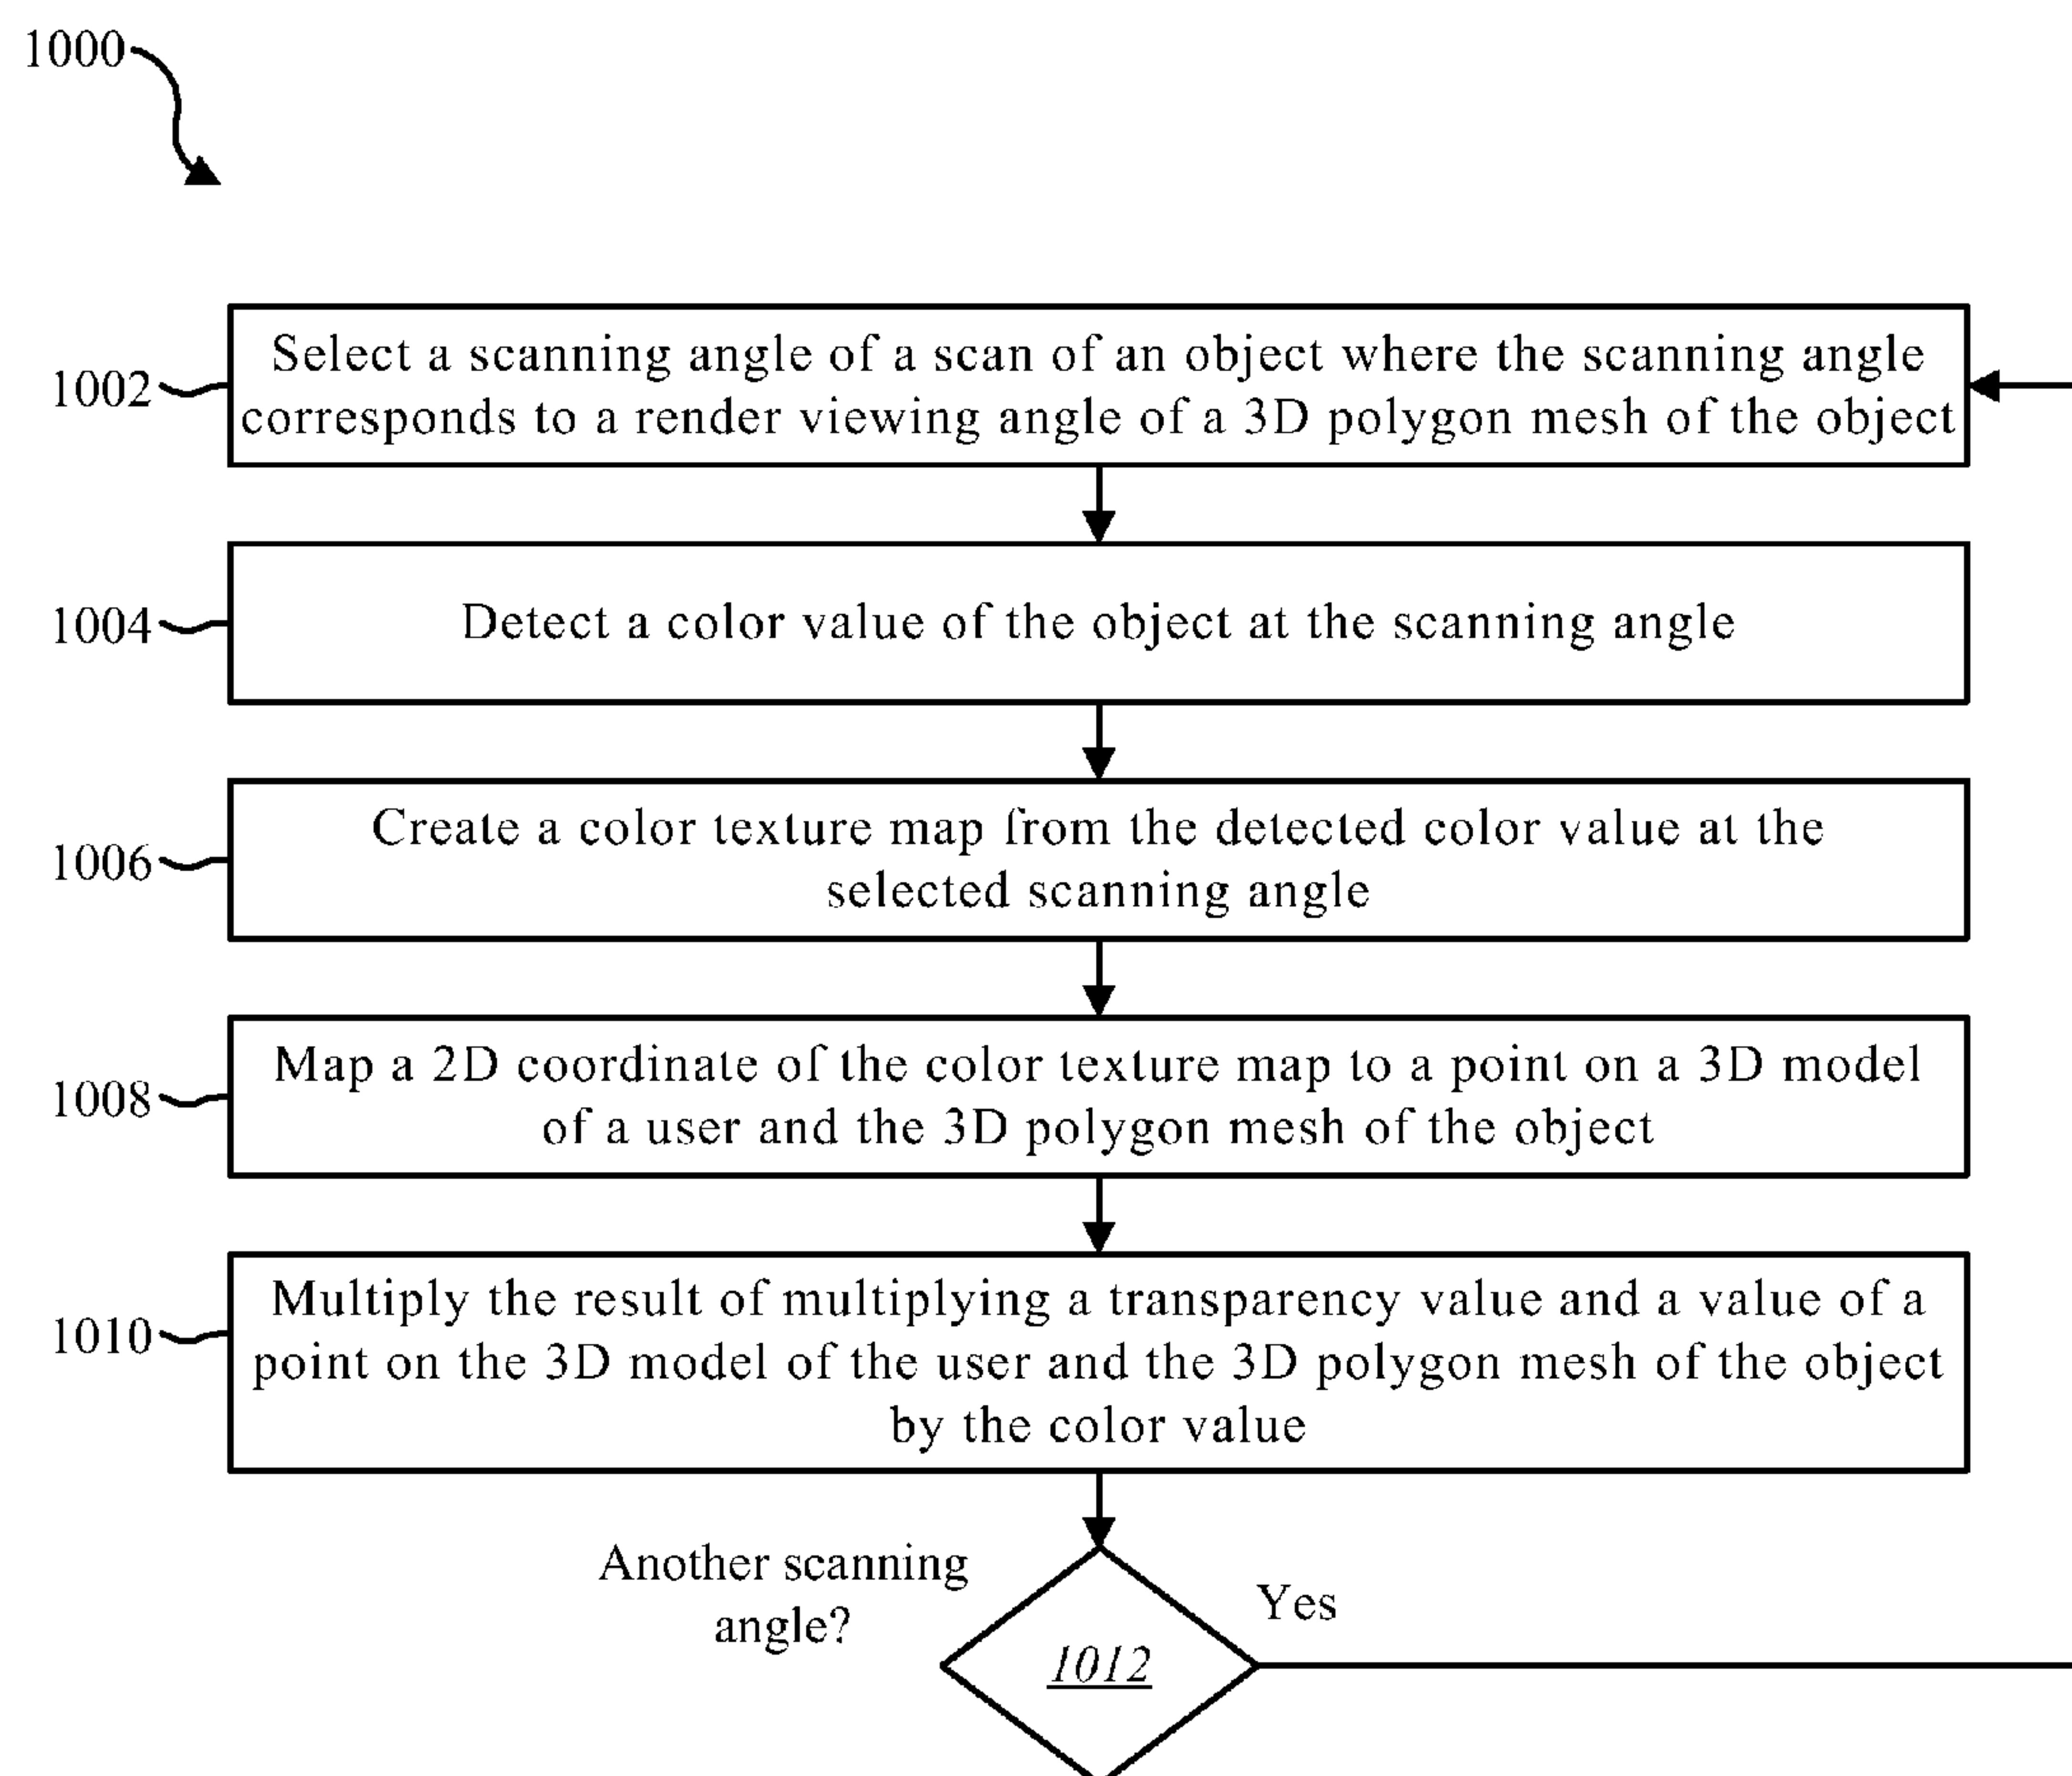 1000
1002
Select a scanning angle of a scan of an object where the scanning angle
corresponds to a render viewing angle of a 3D polygon mesh of the object
1004
Detect a color value of the object at the scanning angle
1006
Create a color texture map from the detected color value at the
selected scanning angle
1008
Map a 2D coordinate of the color texture map to a point on a 3D model
of a user and the 3D polygon mesh of the object
1010
Multiply the result of multiplying a transparency value and a value of a
point on the 3D model of the user and the 3D polygon mesh of the object
by the color value
Another scanning
angle?
Yes
1012